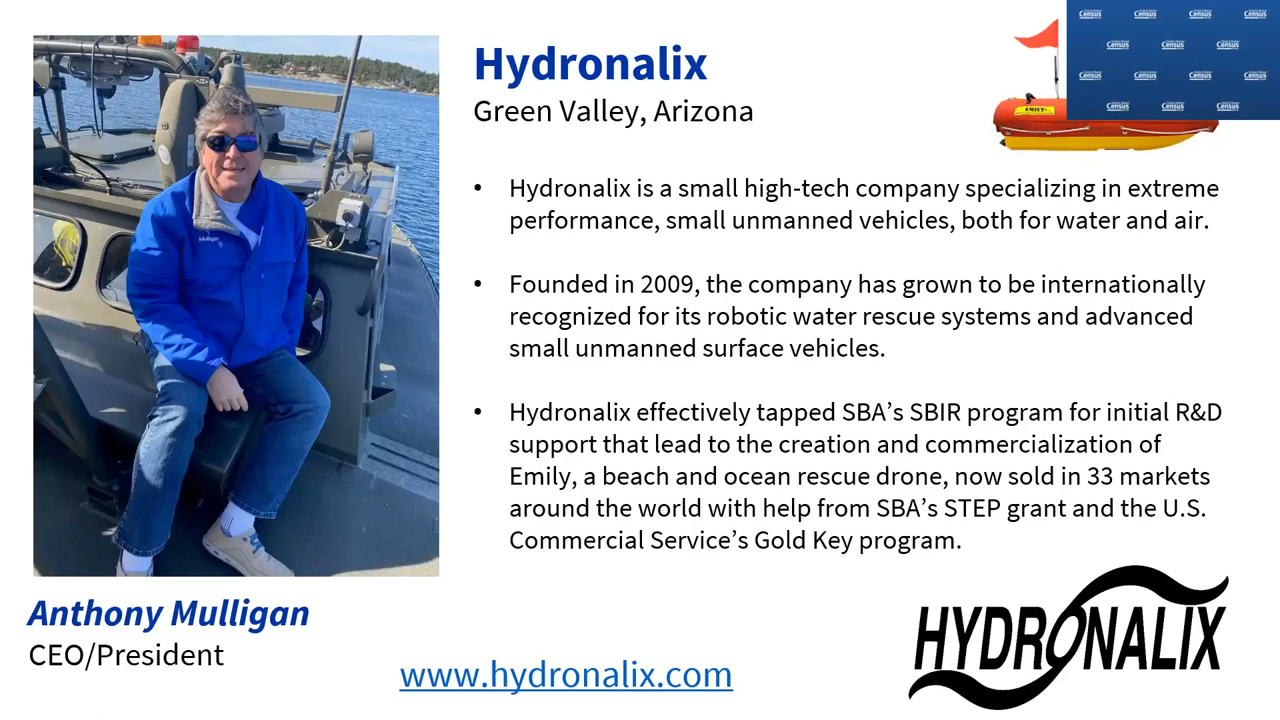 Hydronalix
Green Valley, Arizona
Census Census Census Census
Census Census Census
Census Census Census Census
Census Census Census
EMILY
Mulligan
• Hydronalix is a small high-tech company specializing in extreme
performance, small unmanned vehicles, both for water and air.
• Founded in 2009, the company has grown to be internationally
recognized for its robotic water rescue systems and advanced
small unmanned surface vehicles.
• Hydronalix effectively tapped SBA’s SBIR program for initial R&D
support that lead to the creation and commercialization of
Emily, a beach and ocean rescue drone, now sold in 33 markets
around the world with help from SBA’s STEP grant and the U.S.
Commercial Service’s Gold Key program.
Anthony Mulligan
CEO/President
www.hydronalix.com
HYDRONALIX